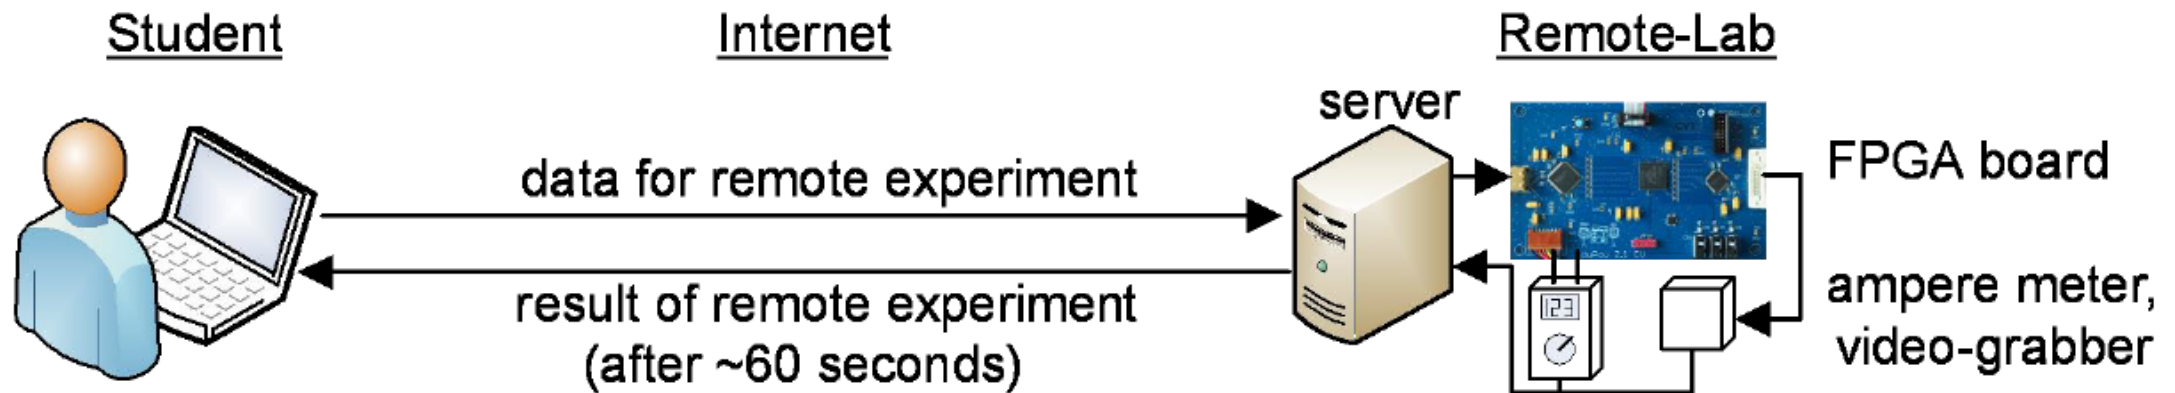 Student
Internet
Remote-Lab
server
data for remote experiment
FPGA board
result of remote experiment
(after ~60 seconds)
ampere meter,
video-grabber
123